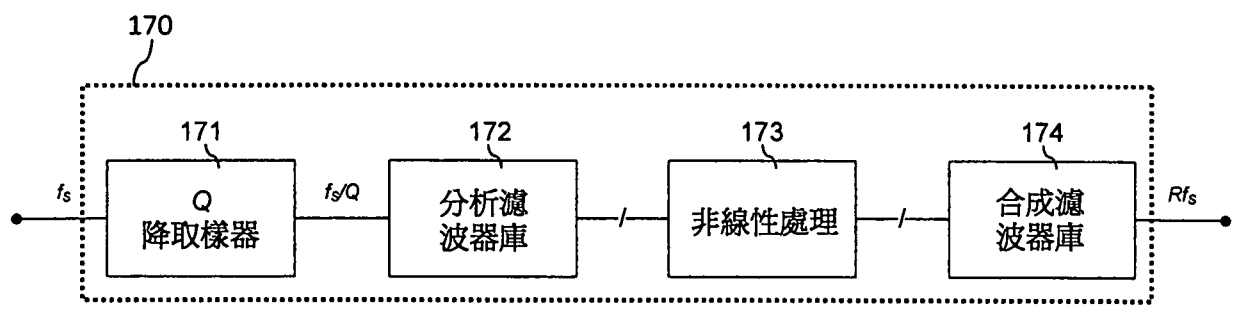 170
171
172
173
174
fs
Q
降取樣器
fs/Q
分析濾
波器庫
非線性處理
合成濾
波器庫
Rfs